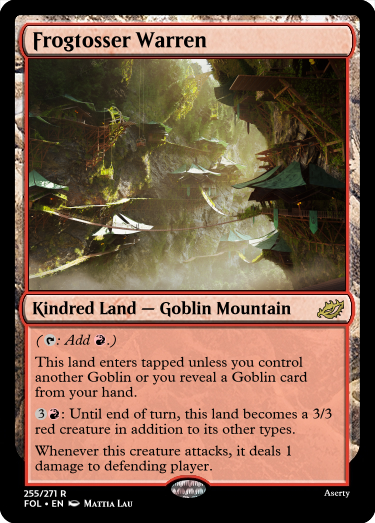 Frogtosser Warren
Kindred Land — Goblin Mountain
(: Add .)
This land enters tapped unless you control
another Goblin or you reveal a Goblin card
from your hand.
3: Until end of turn, this land becomes a 3/3
red creature in addition to its other types.
Whenever this creature attacks, it deals 1
damage to defending player.
255/271 R
FOL • EN Mattia Lau
Aserty